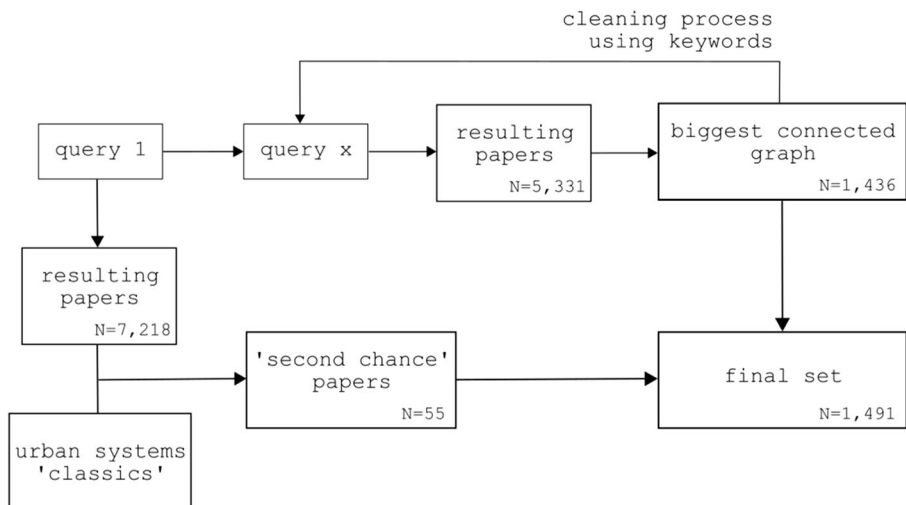 cleaning process
using keywords
query 1
query x
resulting
papers
N=5,331
biggest connected
graph
N=1,436
resulting
papers
N=7,218
'second chance'
papers
N=55
final set
N=1,491
urban systems
'classics'